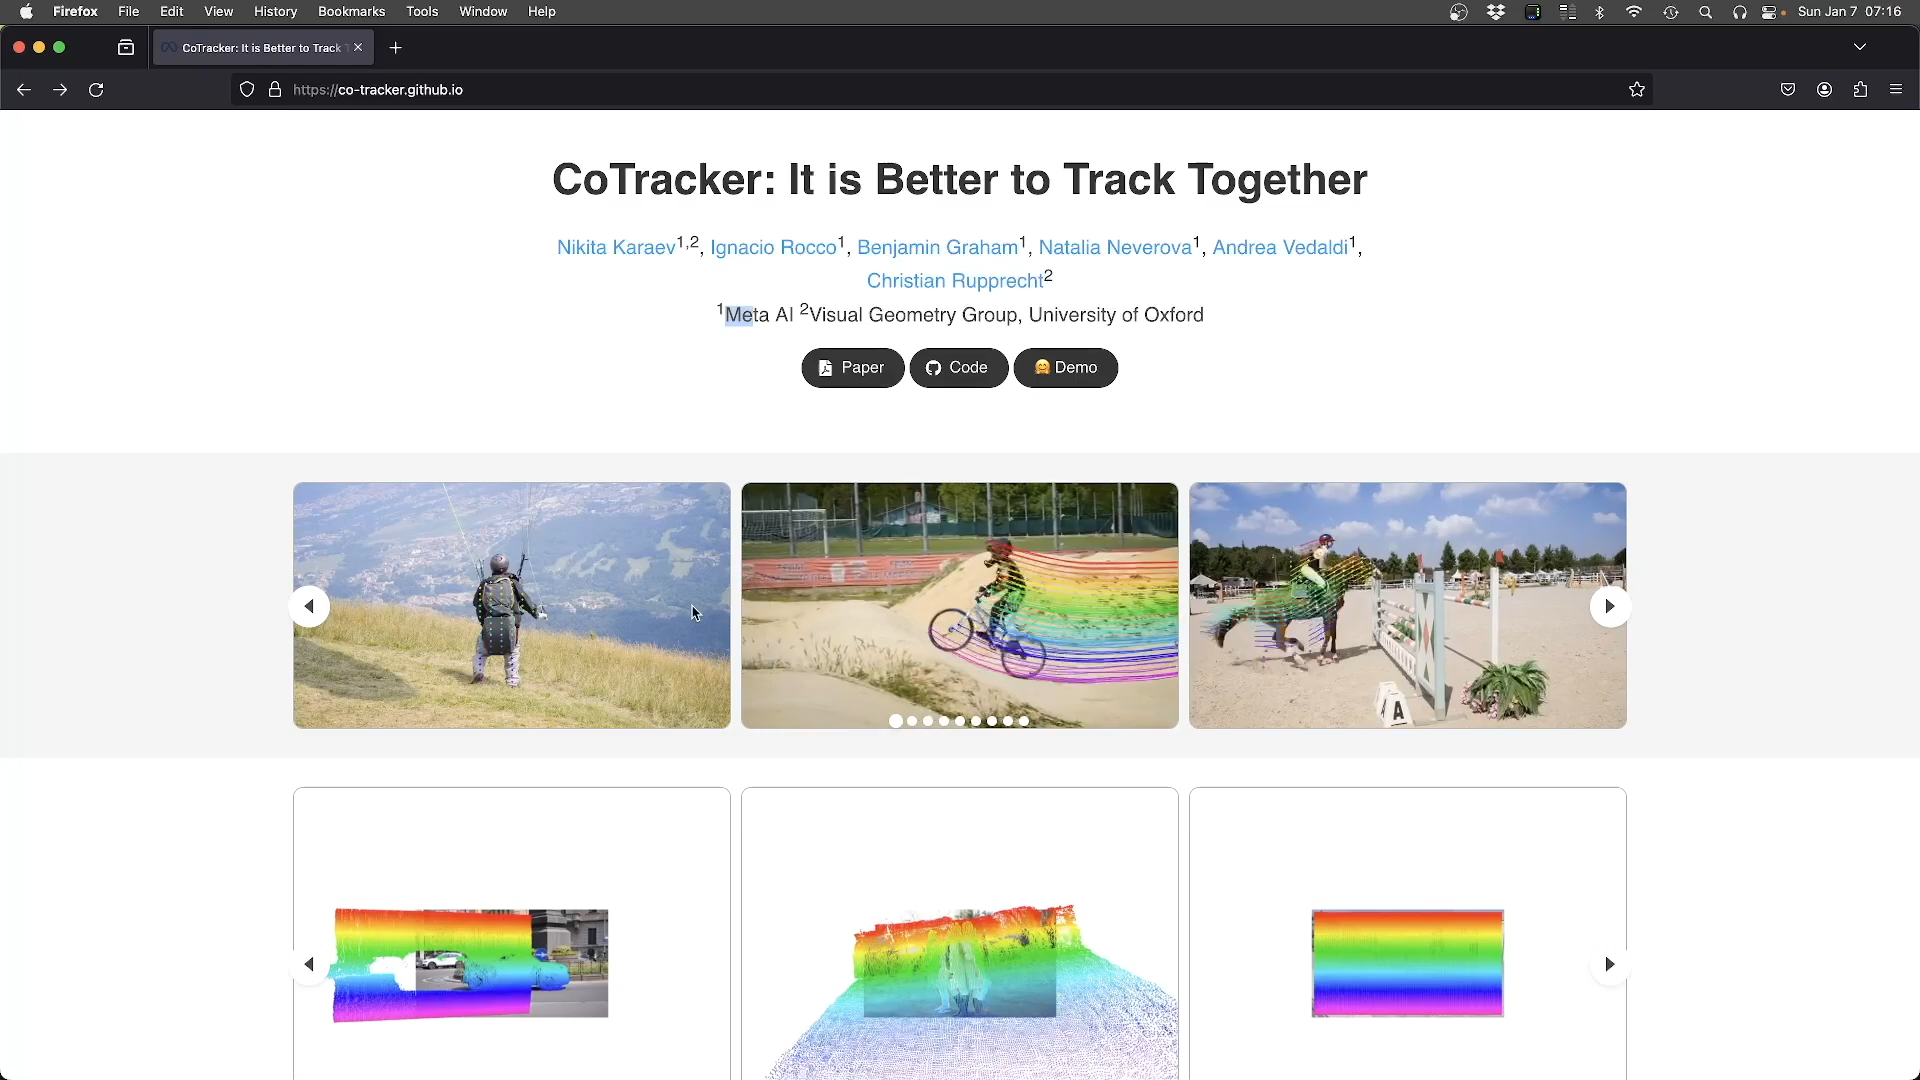 Firefox File Edit View History Bookmarks Tools Window Help Sun Jan 7 07:16
CoTracker: It is Better to Track
https://co-tracker.github.io
CoTracker: It is Better to Track Together
Nikita Karaev1,2, Ignacio Rocco1, Benjamin Graham1, Natalia Neverova1, Andrea Vedaldi1,
Christian Rupprecht2
1Meta AI 2Visual Geometry Group, University of Oxford
Paper Code Demo
A